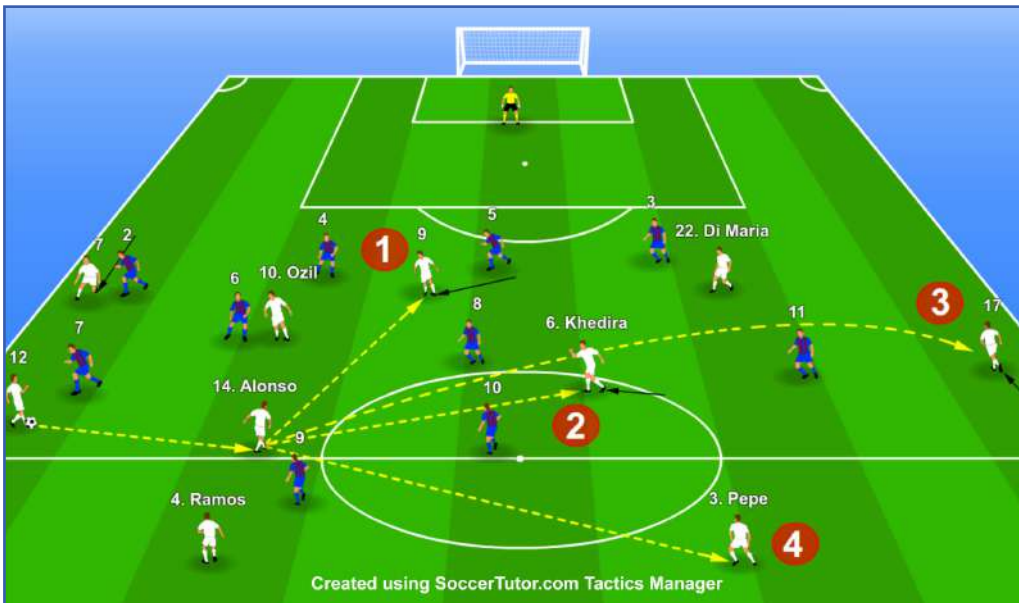 3
4
5
2
7
1
9
22. Di Maria
10. Ozil
6
3
17
8
11
7
6. Khedira
12
14. Alonso
10
2
9
4. Ramos
3. Pepe
4
Created using SoccerTutor.com Tactics Manager